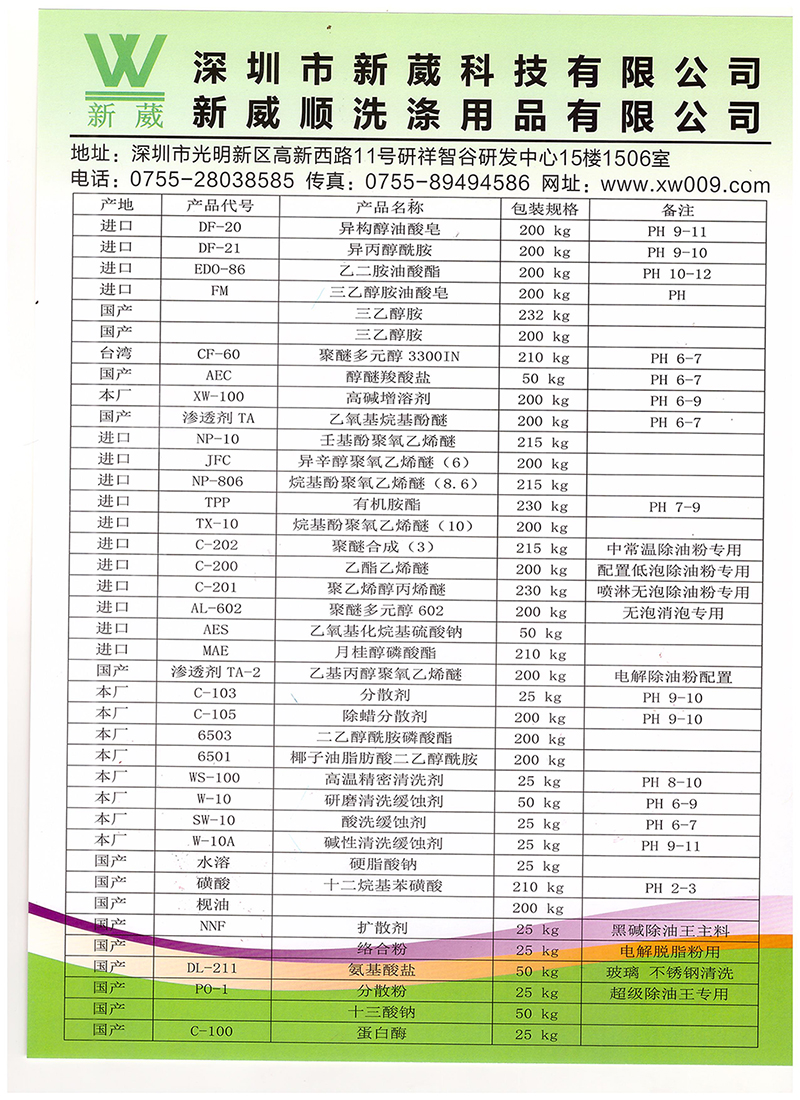 新葳
深圳市新葳科技有限公司
新威顺洗涤用品有限公司
地址：深圳市光明新区高新西路11号研祥智谷研发中心15楼1506室
电话：0755-28038585 传真：0755-89494586 网址：www.xw009.com
产地 产品代号 产品名称 包装规格 备注
进口 DF-20 异构醇油酸皂 200 kg PH 9-11
进口 DF-21 异丙醇酰胺 200 kg PH 9-10
进口 EDO-86 乙二胺油酸酯 200 kg PH 10-12
进口 FM 三乙醇胺油酸皂 200 kg PH
国产 三乙醇胺 232 kg
国产 三乙醇胺 200 kg
台湾 CF-60 聚醚多元醇3300IN 210 kg PH 6-7
国产 AEC 醇醚羧酸盐 50 kg PH 6-7
本厂 XW-100 高碱增溶剂 200 kg PH 6-9
国产 渗透剂TA 乙氧基烷基酚醚 200 kg PH 6-7
进口 NP-10 壬基酚聚氧乙烯醚 215 kg
进口 JFC 异辛醇聚氧乙烯醚（6） 200 kg
进口 NP-806 烷基酚聚氧乙烯醚（8.6） 215 kg
进口 TPP 有机胺酯 230 kg PH 7-9
进口 TX-10 烷基酚聚氧乙烯醚（10） 200 kg
进口 C-202 聚醚合成（3） 215 kg 中常温除油粉专用
进口 C-200 乙酯乙烯醚 200 kg 配置低泡除油粉专用
进口 C-201 聚乙烯醇丙烯醚 230 kg 喷淋无泡除油粉专用
进口 AL-602 聚醚多元醇602 200 kg 无泡消泡专用
进口 AES 乙氧基化烷基硫酸钠 50 kg
进口 MAE 月桂醇磷酸酯 210 kg
国产 渗透剂TA-2 乙基丙醇聚氧乙烯醚 200 kg 电解除油粉配置
本厂 C-103 分散剂 25 kg PH 9-10
本厂 C-105 除蜡分散剂 200 kg PH 9-10
本厂 6503 二乙醇酰胺磷酸酯 200 kg
本厂 6501 椰子油脂肪酸二乙醇酰胺 200 kg
本厂 WS-100 高温精密清洗剂 25 kg PH 8-10
本厂 W-10 研磨清洗缓蚀剂 50 kg PH 6-9
本厂 SW-10 酸洗缓蚀剂 25 kg PH 6-7
本厂 W-10A 碱性清洗缓蚀剂 25 kg PH 9-11
国产 水溶 硬脂酸钠 25 kg
国产 磺酸 十二烷基苯磺酸 210 kg PH 2-3
国产 枧油 200 kg
国产 NNF 扩散剂 25 kg 黑碱除油王主料
国产 络合粉 25 kg 电解脱脂粉用
国产 DL-211 氨基酸盐 50 kg 玻璃 不锈钢清洗
国产 PO-1 分散粉 25 kg 超级除油王专用
国产 十三酸钠 50 kg
国产 C-100 蛋白酶 25 kg